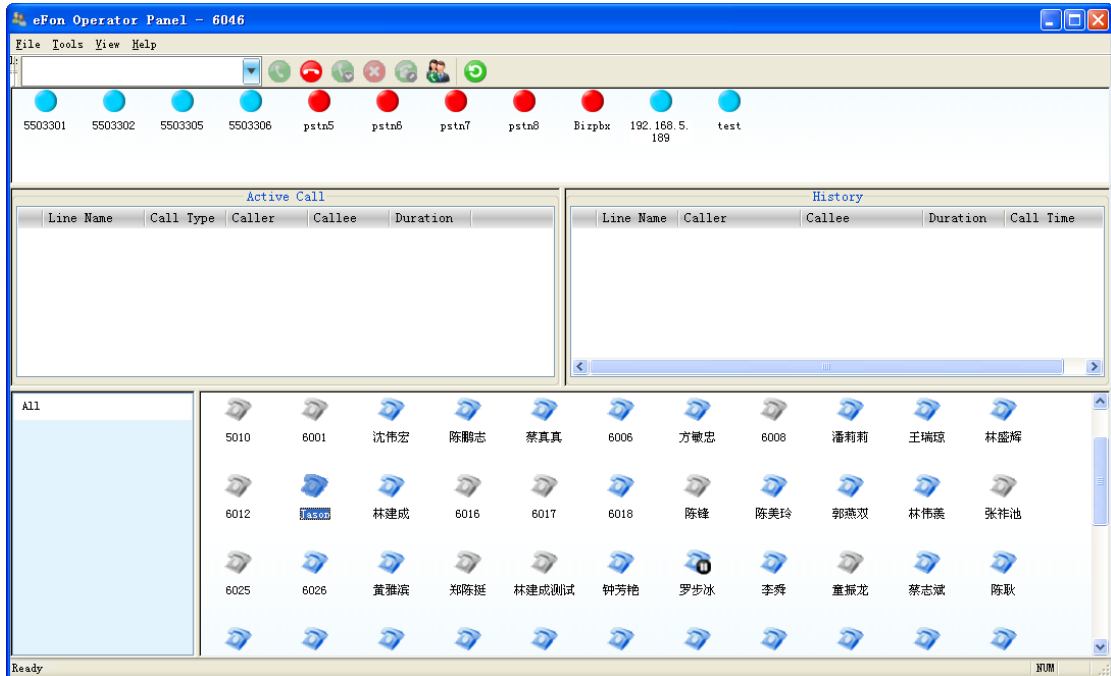 eFon Operator Panel - 6046
File Tools View Help
5503301 5503302 5503305 5503306 pstn5 pstn6 pstn7 pstn8 Bizpbx 192.168.5. test
189
Active Call
Line Name Call Type Caller Callee Duration
History
Line Name Caller Callee Duration Call Time
All
5010 6001 沈伟宏 陈鹏志 蔡真真 6006 方敏忠 6008 潘莉莉 王瑞琼 林盛辉
6012 Jason 林建成 6016 6017 6018 陈锋 陈美玲 郭燕双 林伟羡 张祚池
6025 6026 黄雅滨 郑陈挺 林建成测试 钟芳艳 罗步冰 李舜 童振龙 蔡志斌 陈耿
Ready NUM